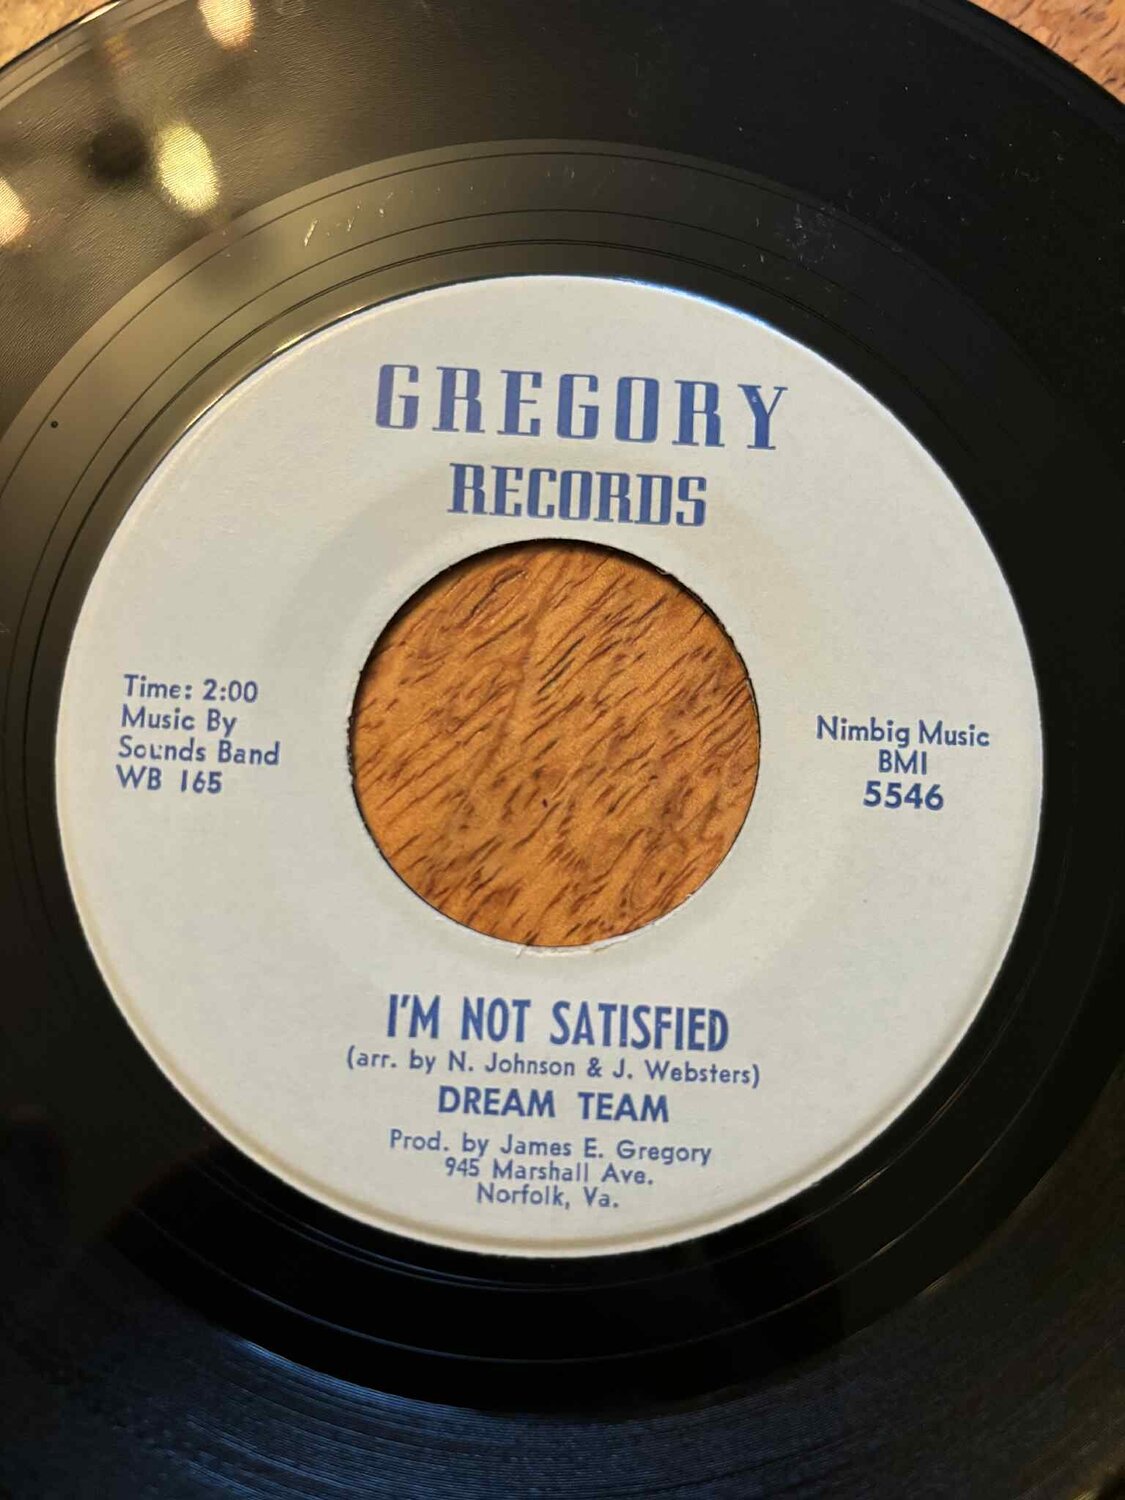 GREGORY
RECORDS
Time: 2:00
Music By
Sounds Band
WB 165
Nimbig Music
BMI
5546
I'M NOT SATISFIED
(arr. by N. Johnson & J. Websters)
DREAM TEAM
Prod. by James E. Gregory
945 Marshall Ave.
Norfolk, Va.